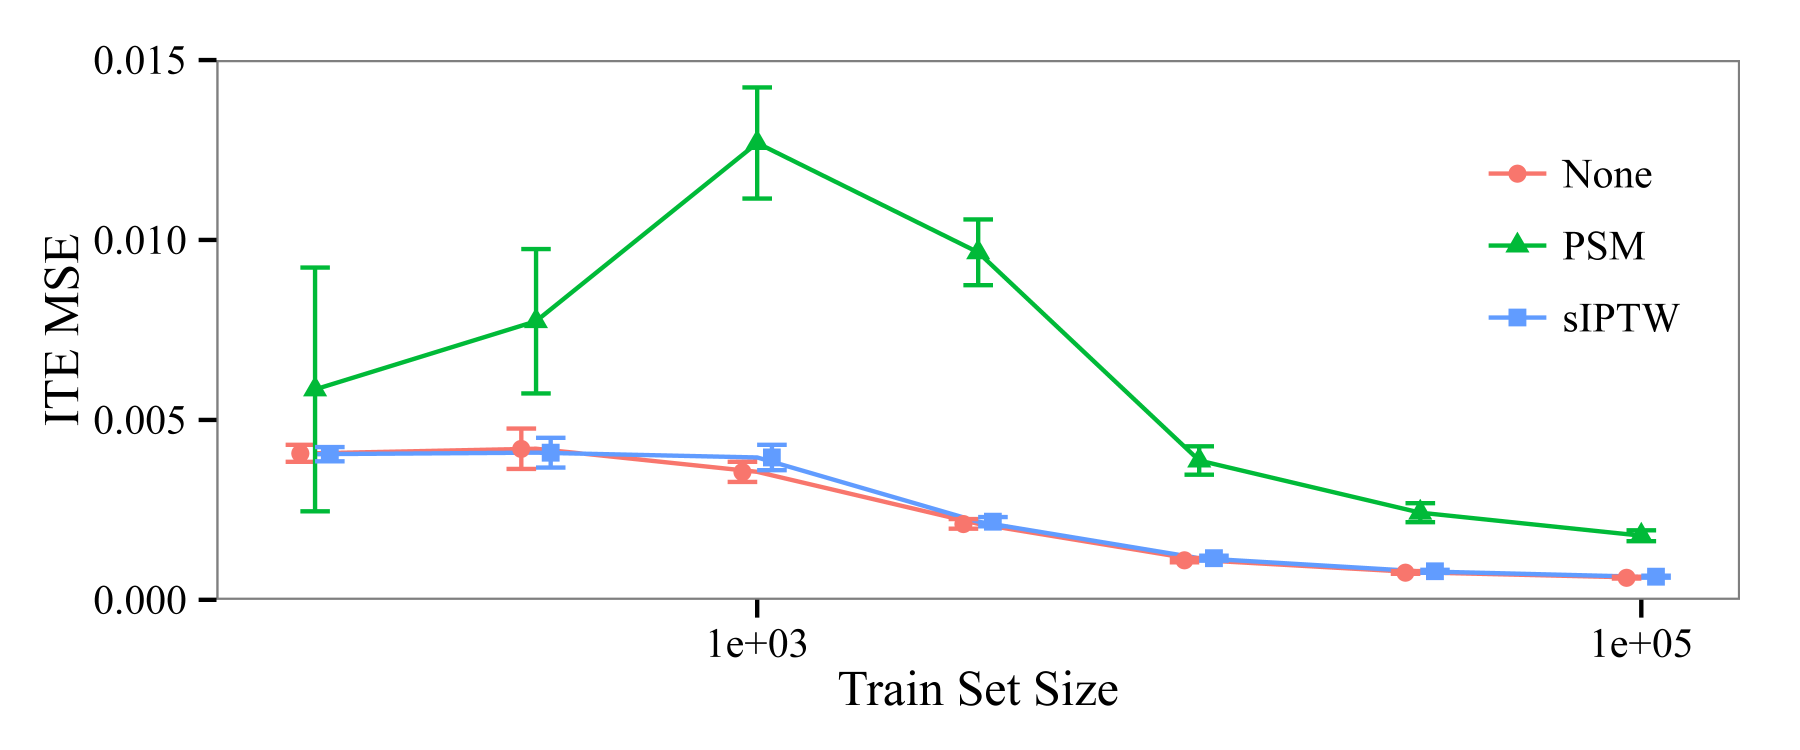 0.015
0.010
0.005
0.000
ITE MSE
None
PSM
sIPTW
1e+03
1e+05
Train Set Size